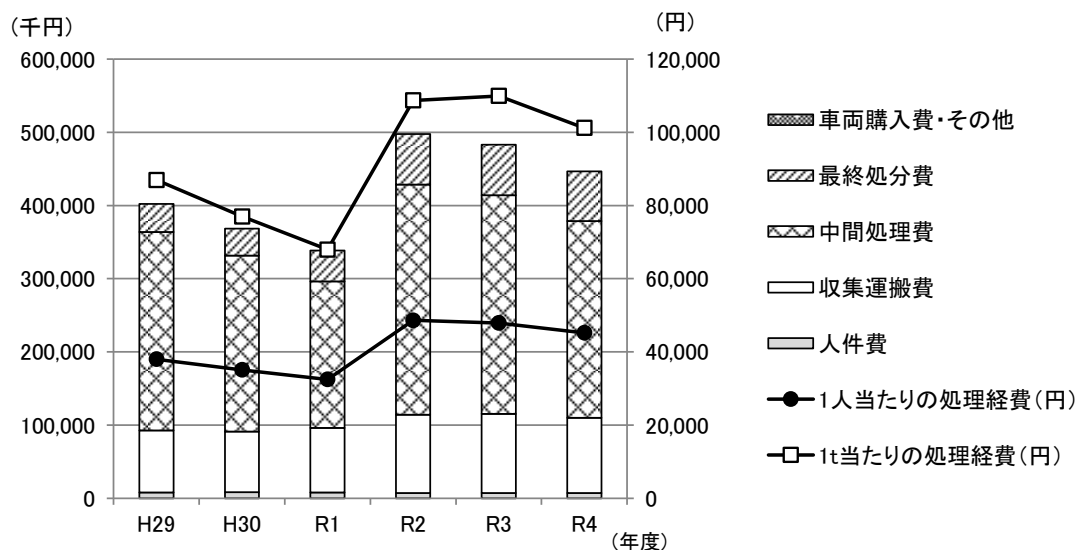 (千円)
(円)
600,000
500,000
400,000
300,000
200,000
100,000
0
120,000
100,000
80,000
60,000
40,000
20,000
0
H29 H30 R1 R2 R3 R4
(年度)
車両購入費・その他
最終処分費
中間処理費
収集運搬費
人件費
1人当たりの処理経費(円)
1t当たりの処理経費(円)